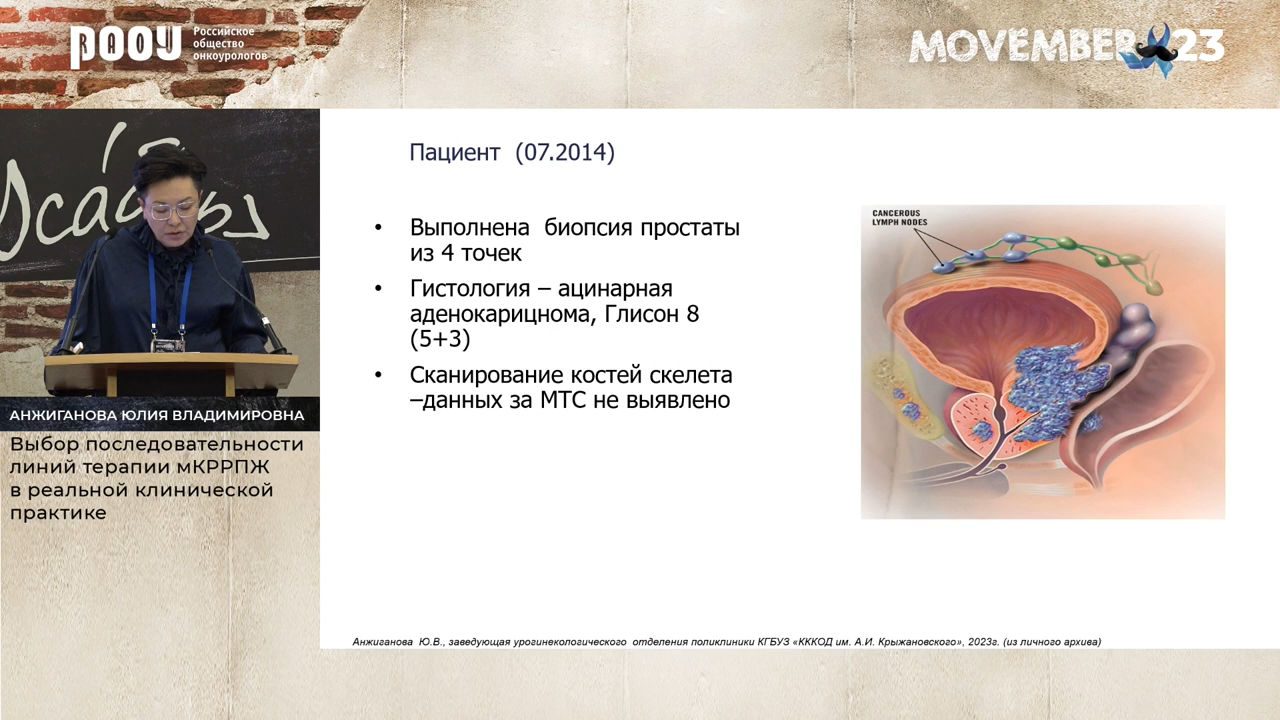 РООУ
Российское
общество
онкоурологов
MOVEMBER 23
Усасты
АНЖИГАНОВА ЮЛИЯ ВЛАДИМИРОВНА
Выбор последовательности
линий терапии мКРРПЖ
в реальной клинической
практике
Пациент (07.2014)
• Выполнена биопсия простаты
из 4 точек
• Гистология – ацинарная
аденокарицнома, Глисон 8
(5+3)
• Сканирование костей скелета
–данных за МТС не выявлено
CANCEROUS
LYMPH NODES
Анжиганова Ю.В., заведующая урогинекологического отделения поликлиники КГБУЗ «КККОД им. А.И. Крыжановского», 2023г. (из личного архива)